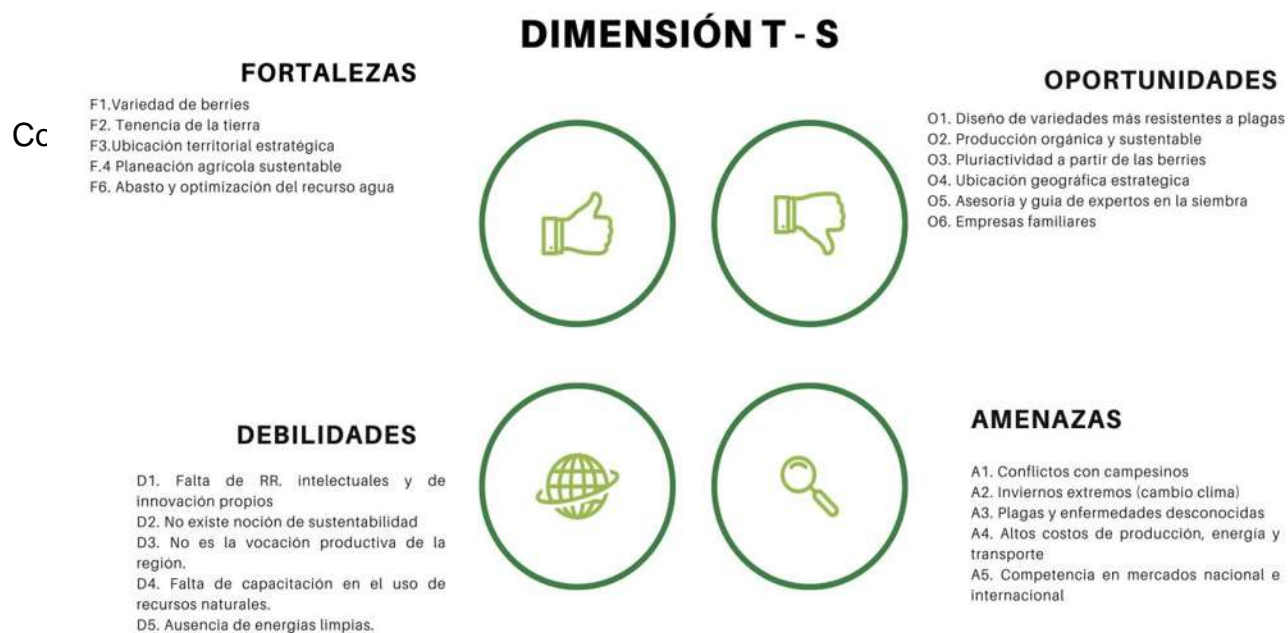 DIMENSIÓN T - S
FORTALEZAS
F1.Variedad de berries
F2. Tenencia de la tierra
F3.Ubicación territorial estratégica
F.4 Planeación agrícola sustentable
F6. Abasto y optimización del recurso agua
Co
OPORTUNIDADES
O1. Diseño de variedades más resistentes a plagas
O2. Producción orgánica y sustentable
O3. Pluriactividad a partir de las berries
O4. Ubicación geográfica estrategica
O5. Asesoría y guia de expertos en la siembra
O6. Empresas familiares
DEBILIDADES
D1. Falta de RR. intelectuales y de
innovación propios
D2. No existe noción de sustentabilidad
D3. No es la vocación productiva de la
región.
D4. Falta de capacitación en el uso de
recursos naturales.
D5. Ausencia de energías limpias.
AMENAZAS
A1. Conflictos con campesinos
A2. Inviernos extremos (cambio clima)
A3. Plagas y enfermedades desconocidas
A4. Altos costos de producción, energía y
transporte
A5. Competencia en mercados nacional e
internacional